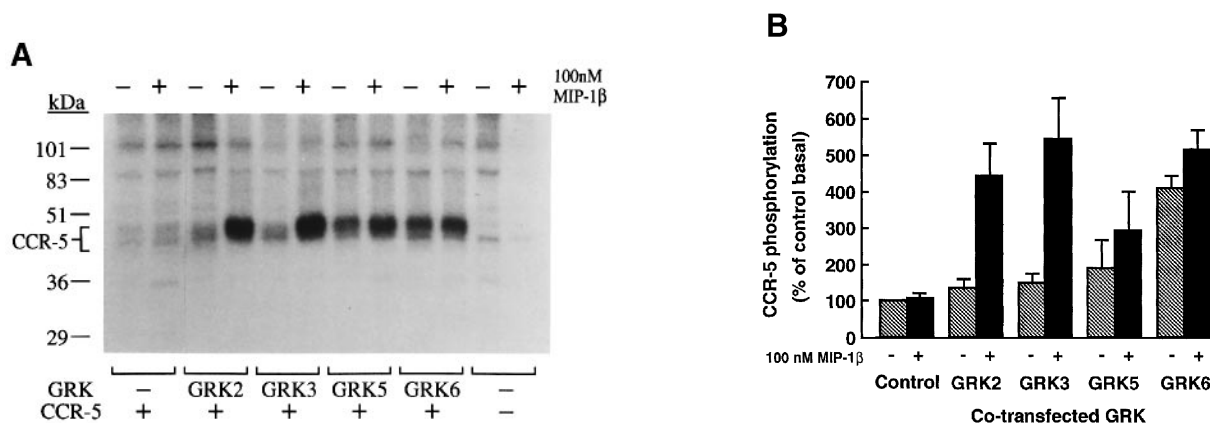 A
− + − + − + − + − + − + 100nM
MIP-1β
kDa
101
83
51
CCR-5
36
29
GRK − GRK2 GRK3 GRK5 GRK6 −
CCR-5 + + + + + −
B
CCR-5 phosphorylation
(% of control basal)
700
600
500
400
300
200
100
0
100 nM MIP-1β - + - + - + - + - +
Control GRK2 GRK3 GRK5 GRK6
Co-transfected GRK